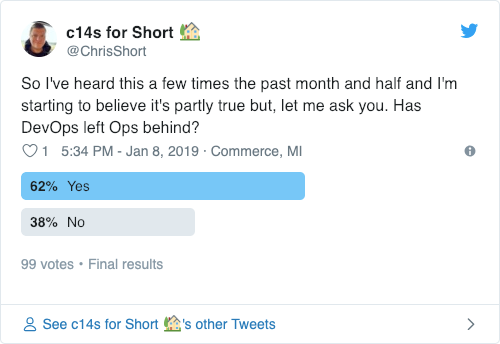 c14s for Short 🏡
@ChrisShort
So I've heard this a few times the past month and half and I'm
starting to believe it's partly true but, let me ask you. Has
DevOps left Ops behind?
1 5:34 PM - Jan 8, 2019 · Commerce, MI
62% Yes
38% No
99 votes • Final results
See c14s for Short 🏡's other Tweets